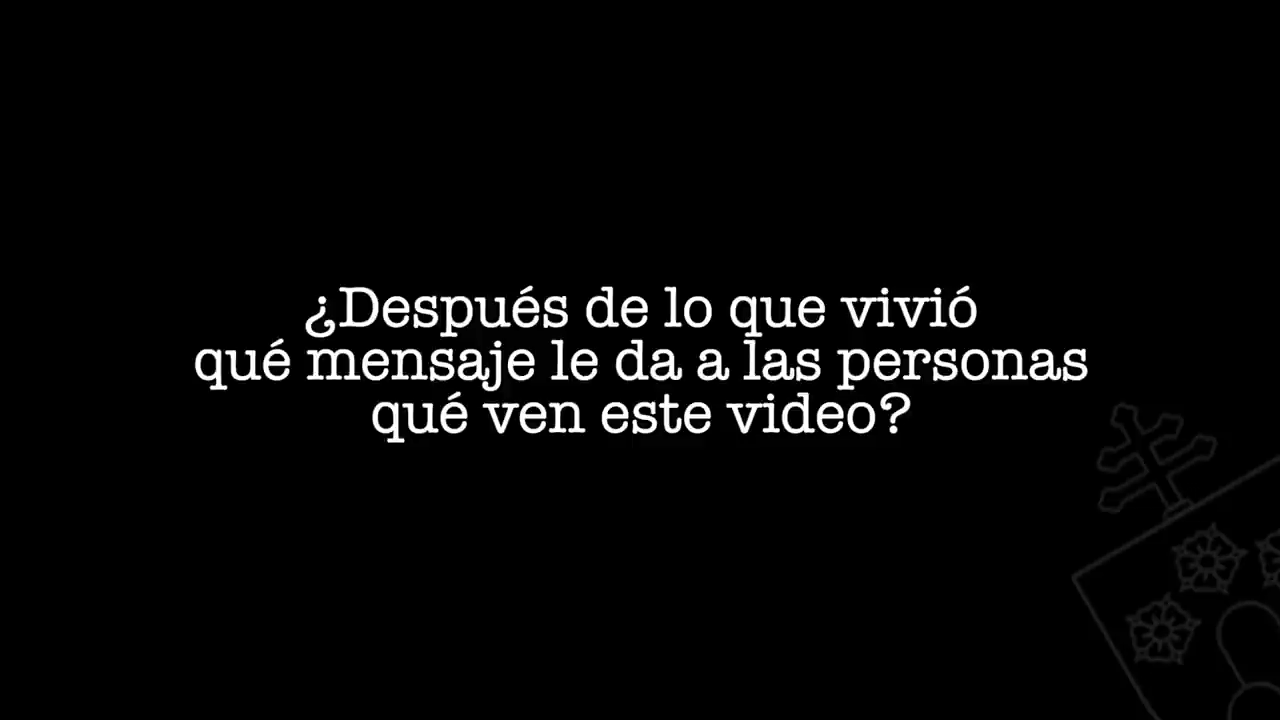 ¿Después de lo que vivió
qué mensaje le da a las personas
qué ven este video?